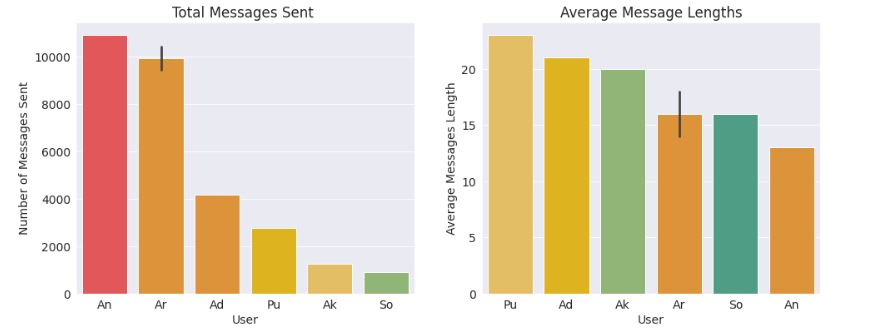 Total Messages Sent
Number of Messages Sent
10000
8000
6000
4000
2000
0
An Ar Ad Pu Ak So
User
Average Message Lengths
Average Messages Length
20
15
10
5
0
Pu Ad Ak Ar So An
User